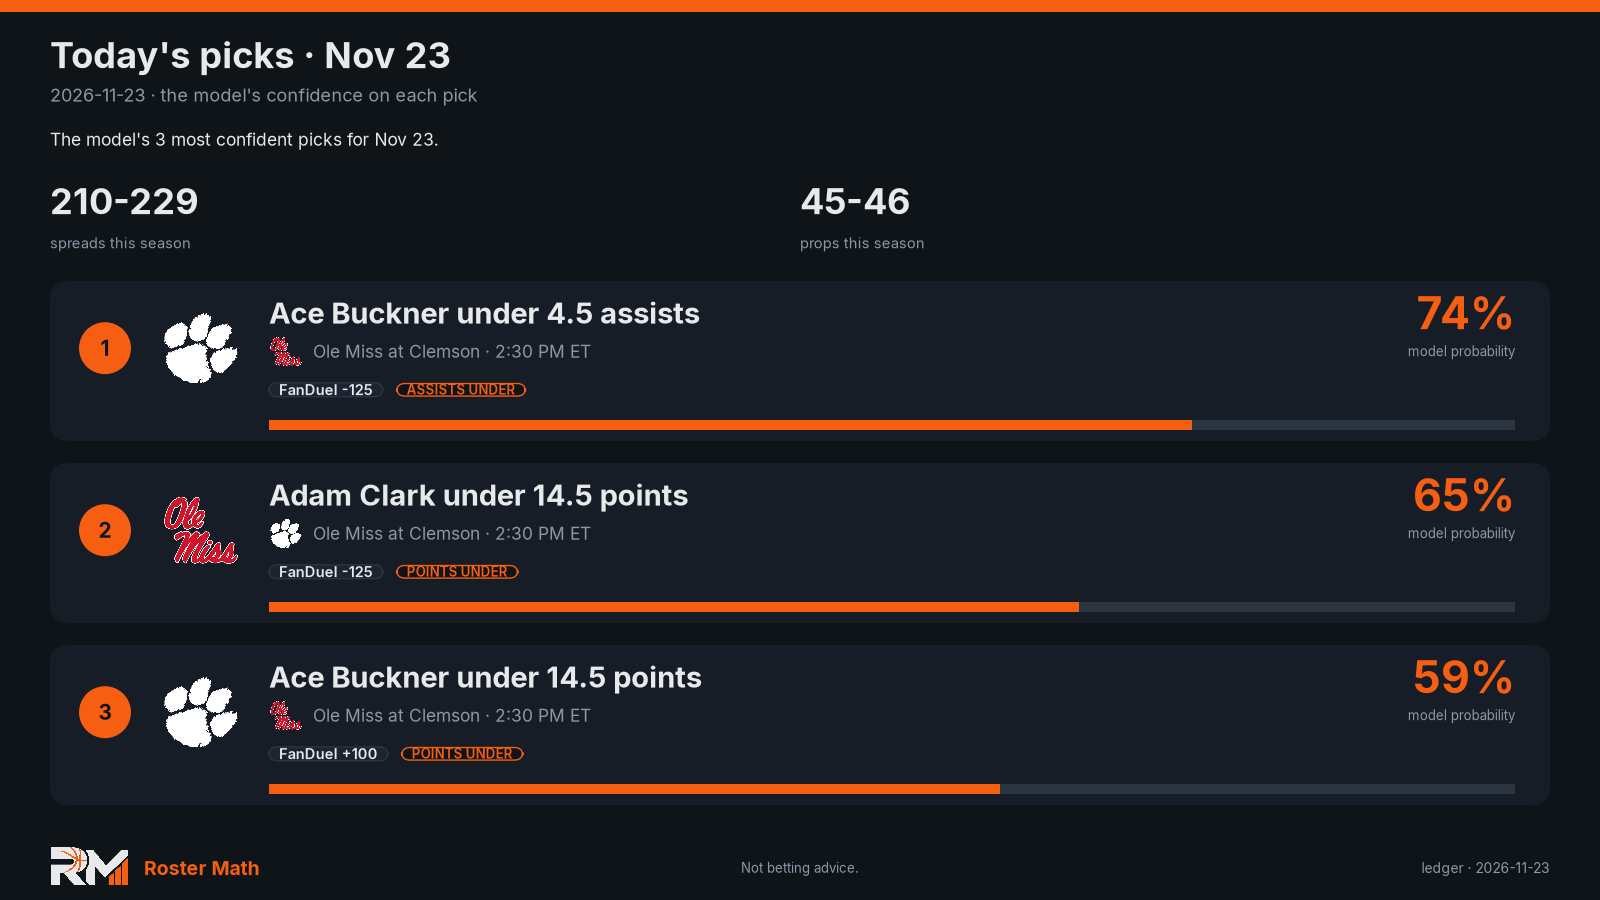 Today's picks · Nov 23
2026-11-23 · the model's confidence on each pick
The model's 3 most confident picks for Nov 23.
210-229
spreads this season
45-46
props this season
1
Ace Buckner under 4.5 assists
Ole Miss
Ole Miss at Clemson · 2:30 PM ET
FanDuel -125
ASSISTS UNDER
74%
model probability
2
Ole Miss
Adam Clark under 14.5 points
Ole Miss at Clemson · 2:30 PM ET
FanDuel -125
POINTS UNDER
65%
model probability
3
Ace Buckner under 14.5 points
Ole Miss
Ole Miss at Clemson · 2:30 PM ET
FanDuel +100
POINTS UNDER
59%
model probability
RM
Roster Math
Not betting advice.
ledger · 2026-11-23